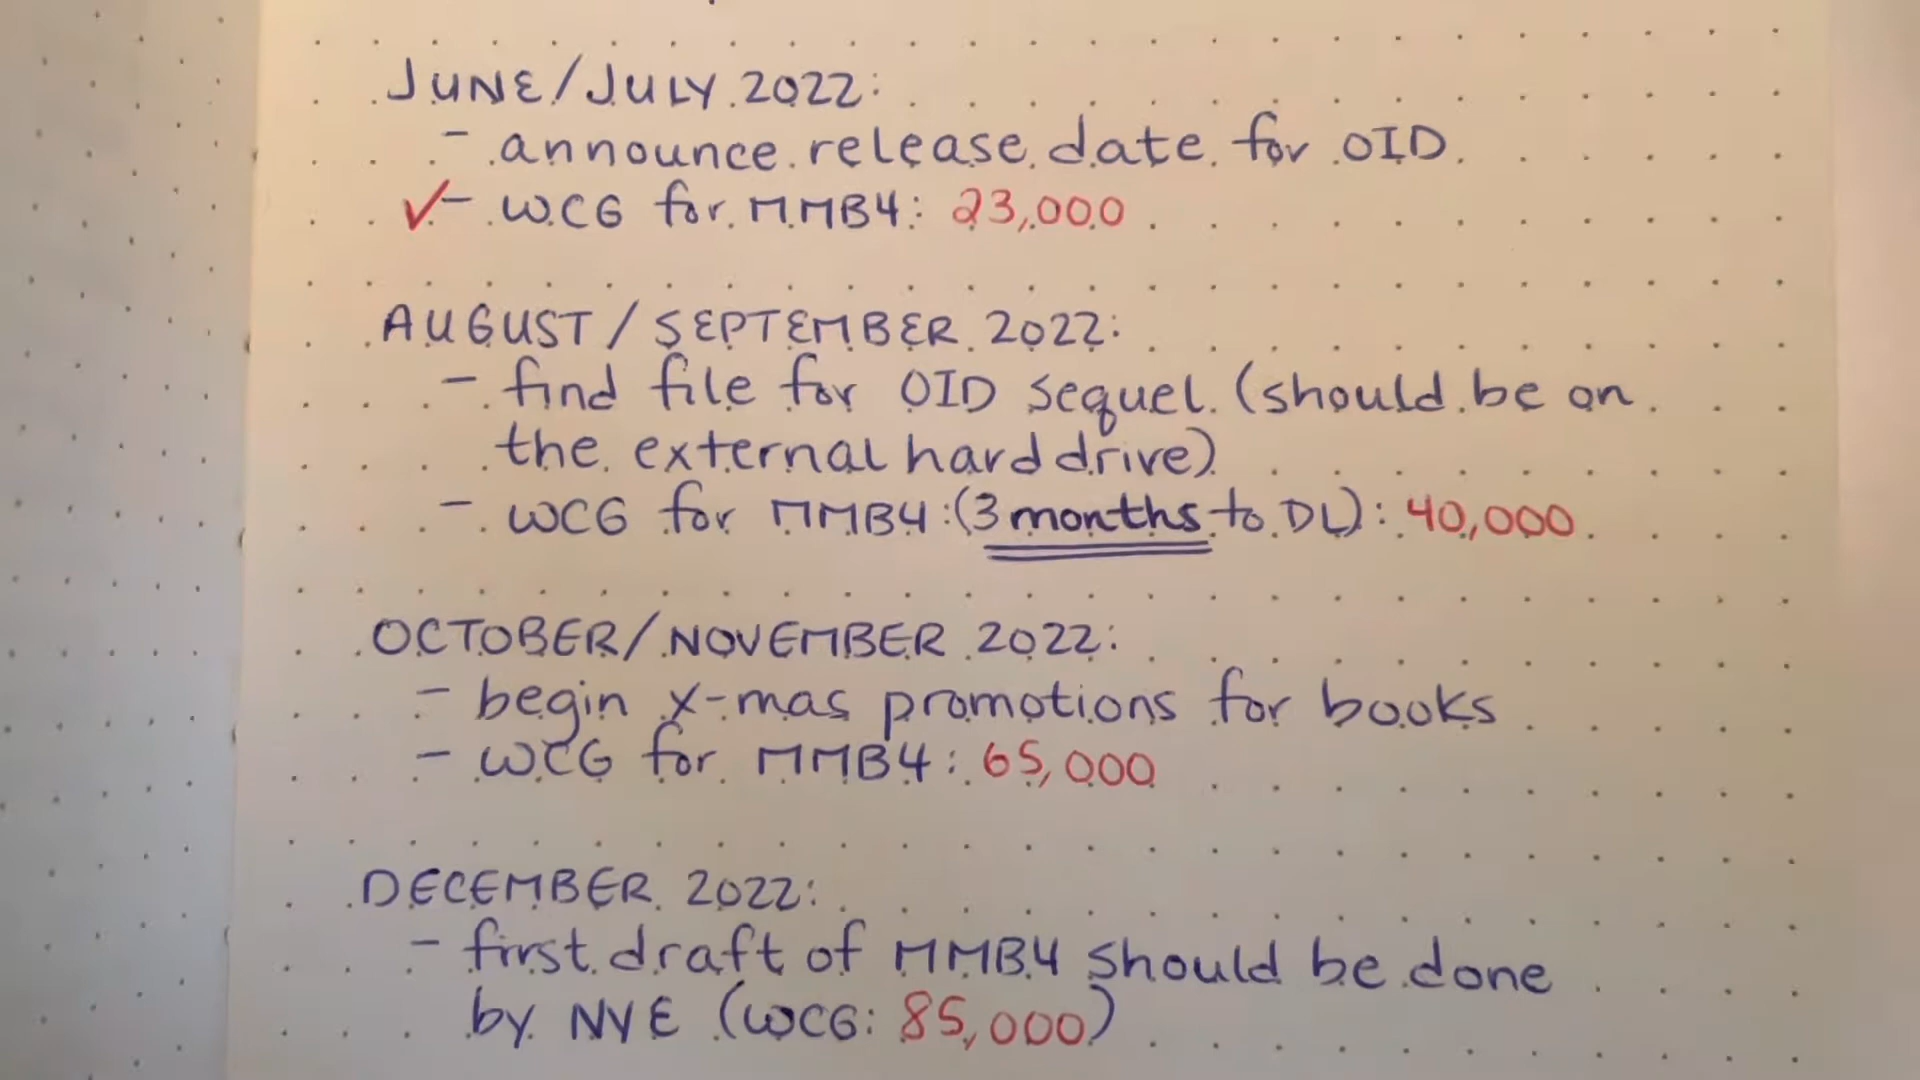 JUNE/JULY 2022:
- announce release date for OID
✓- WCG for MMB4: 23,000
AUGUST/SEPTEMBER 2022:
- find file for OID sequel (should be on
the external hard drive)
- WCG for MMB4: (3 months to DL): 40,000
OCTOBER/NOVEMBER 2022:
- begin x-mas promotions for books
- WCG for MMB4: 65,000
DECEMBER 2022:
- first draft of MMB4 should be done
by NYE (WCG: 85,000)